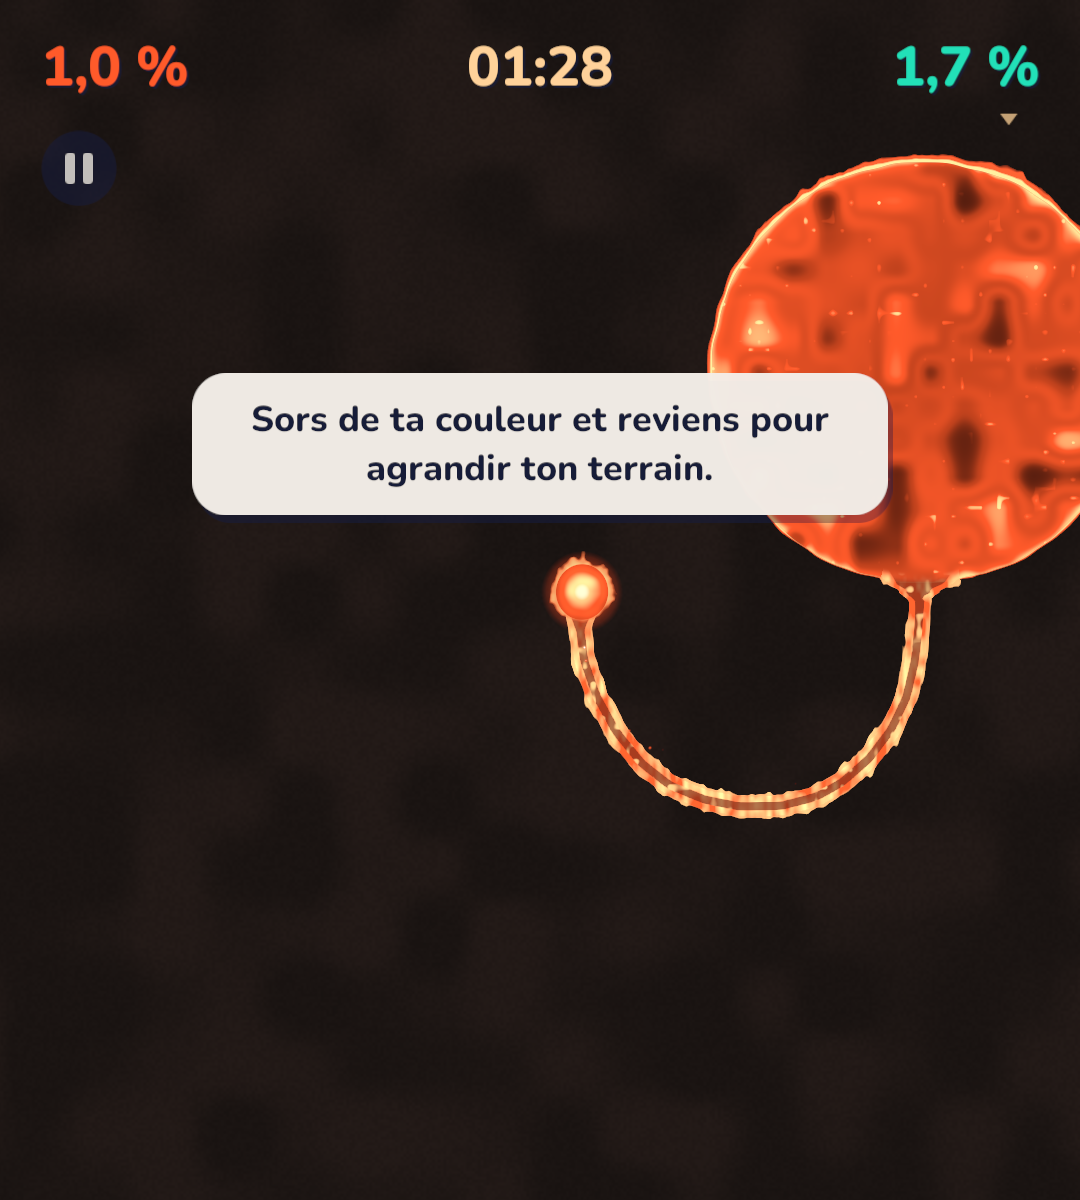 1,0 %
01:28
1,7 %
Sors de ta couleur et reviens pour
agrandir ton terrain.